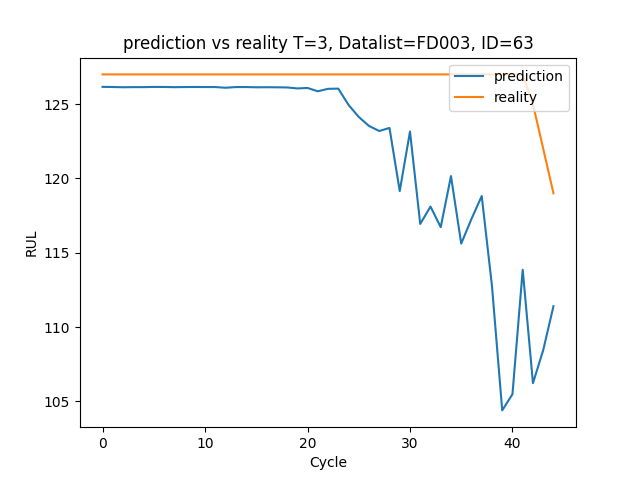 prediction vs reality T=3, Datalist=FD003, ID=63
prediction
reality
125
120
115
110
105
RUL
0 10 20 30 40
Cycle